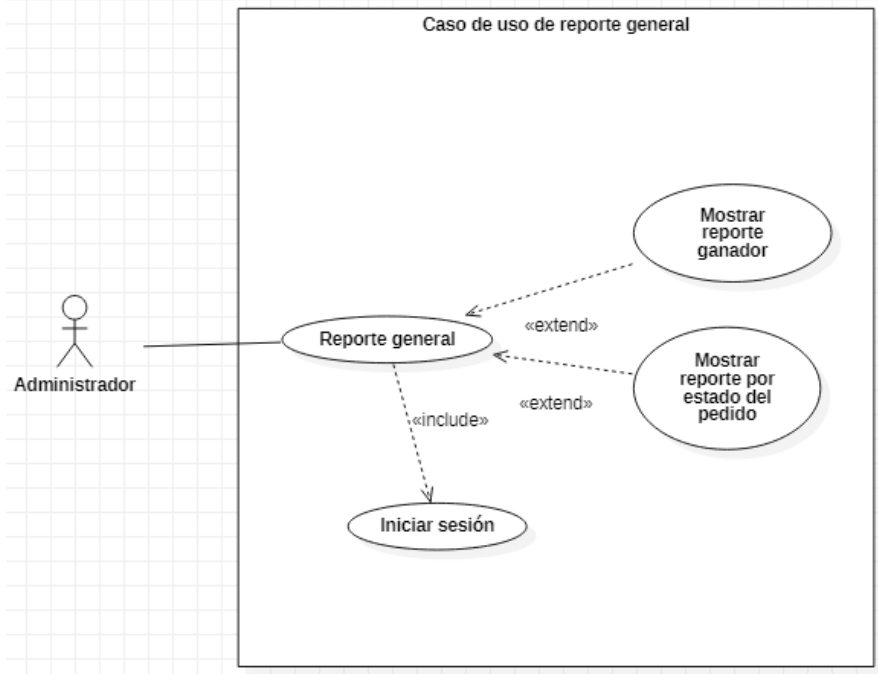 Caso de uso de reporte general
Mostrar
reporte
ganador
«extend»
Reporte general
Administrador
Mostrar
reporte por
estado del
pedido
«extend»
«include»
Iniciar sesión